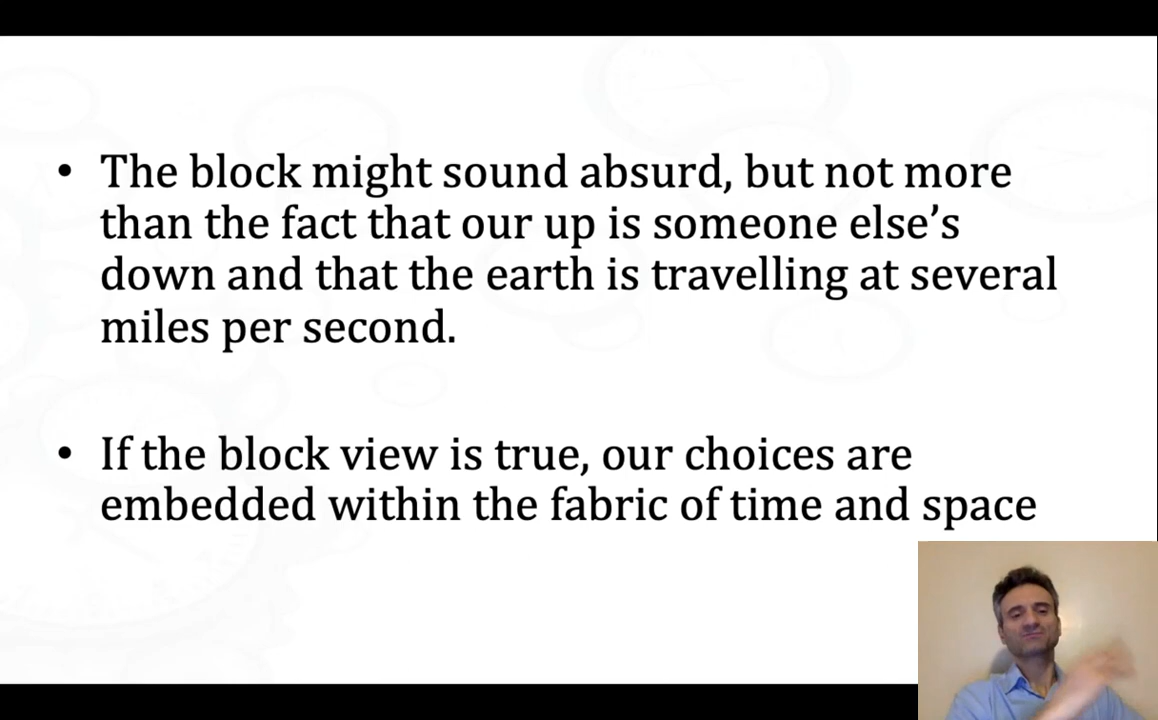 • The block might sound absurd, but not more
than the fact that our up is someone else’s
down and that the earth is travelling at several
miles per second.
• If the block view is true, our choices are
embedded within the fabric of time and space